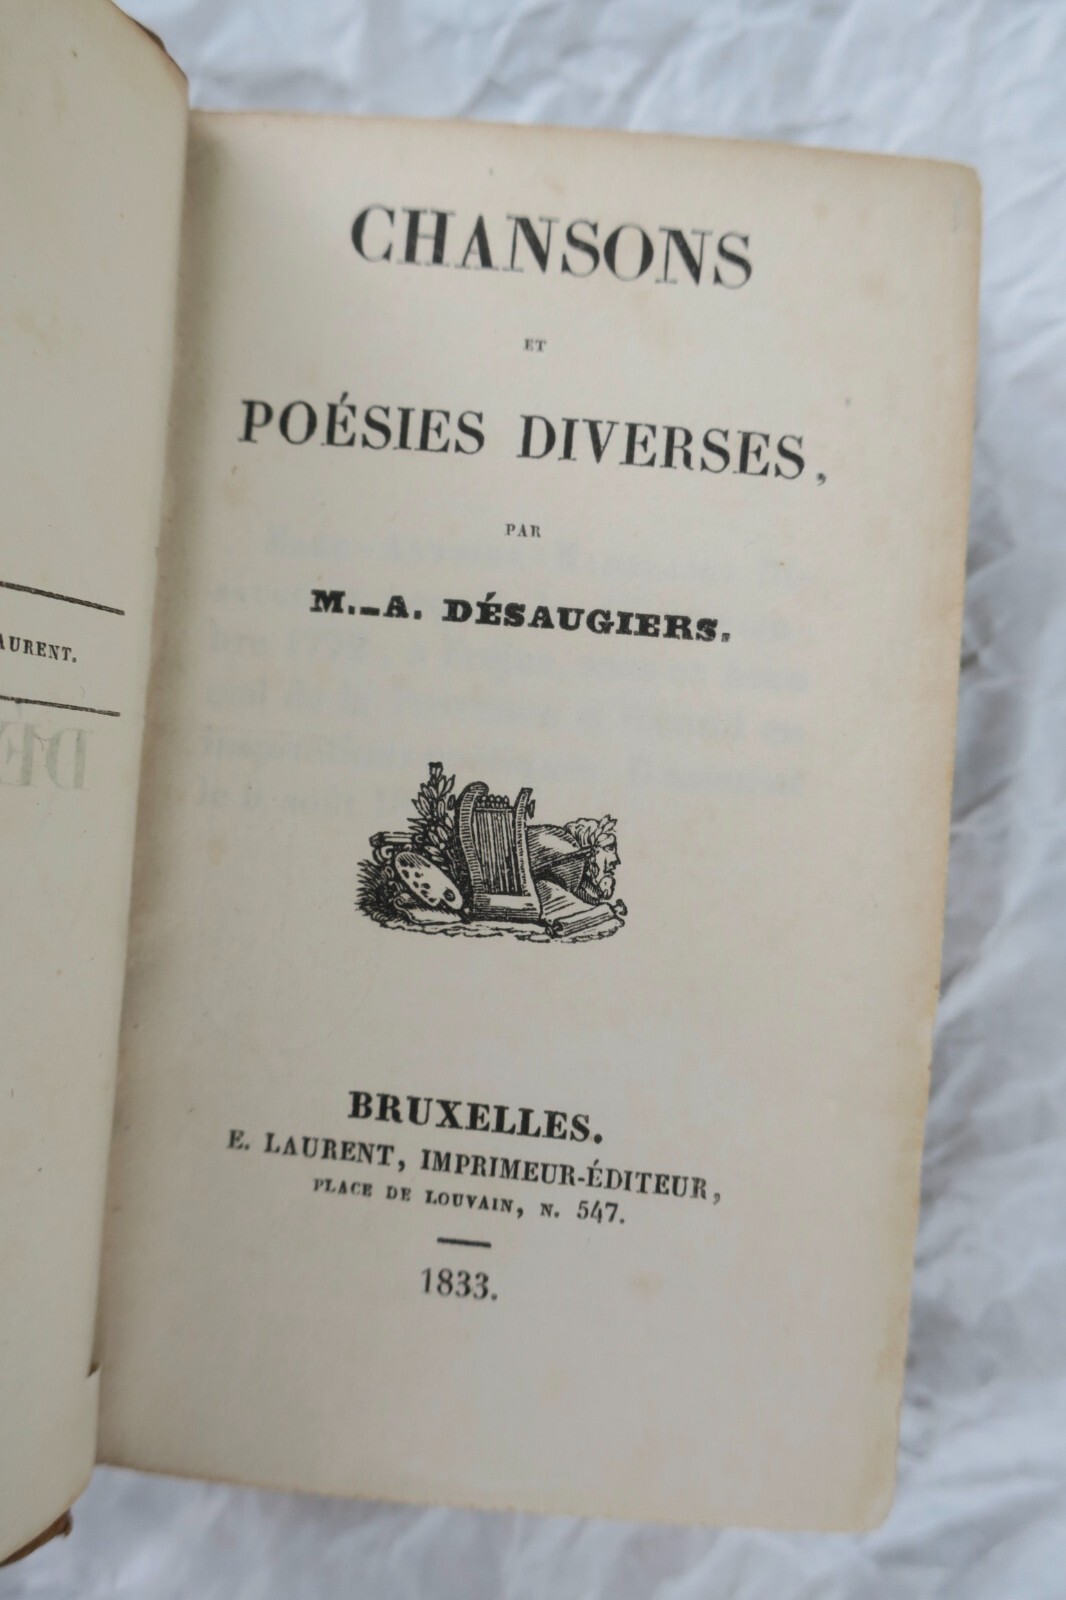 AURENT.
CHANSONS
ET
POÉSIES DIVERSES,
PAR
M.-A. DÉSAUGIERS.
BRUXELLES.
E. LAURENT, IMPRIMEUR-ÉDITEUR,
PLACE DE LOUVAIN, N. 547.
1833.